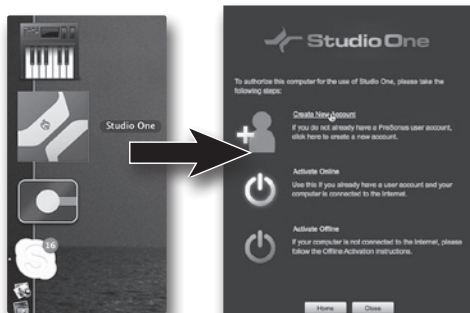 Studio One
16
Studio One
To authorize this computer for the use of Studio One, please take the
following steps:
Create New Account
If you do not already have a PreSonus user account,
click here to create a new account.
Activate Online
Use this if you already have a user account and your
computer is connected to the Internet.
Activate Offline
If your computer is not connected to the Internet, please
follow the Offline Activation instructions.
Home
Close